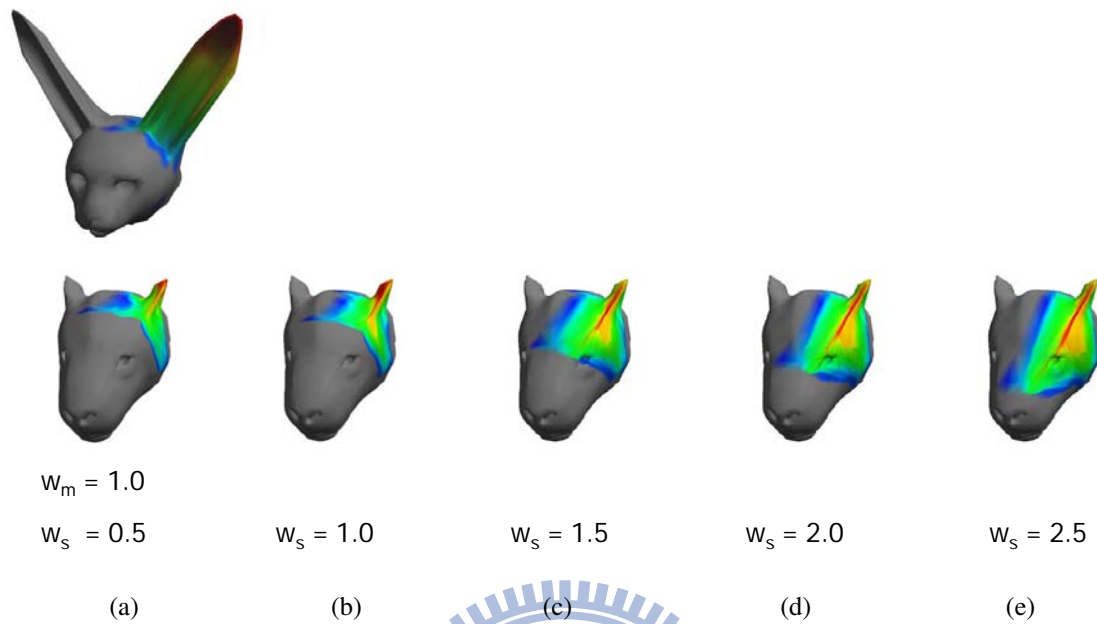 w_m = 1.0
w_s = 0.5 w_s = 1.0 w_s = 1.5 w_s = 2.0 w_s = 2.5
(a) (b) (c) (d) (e)